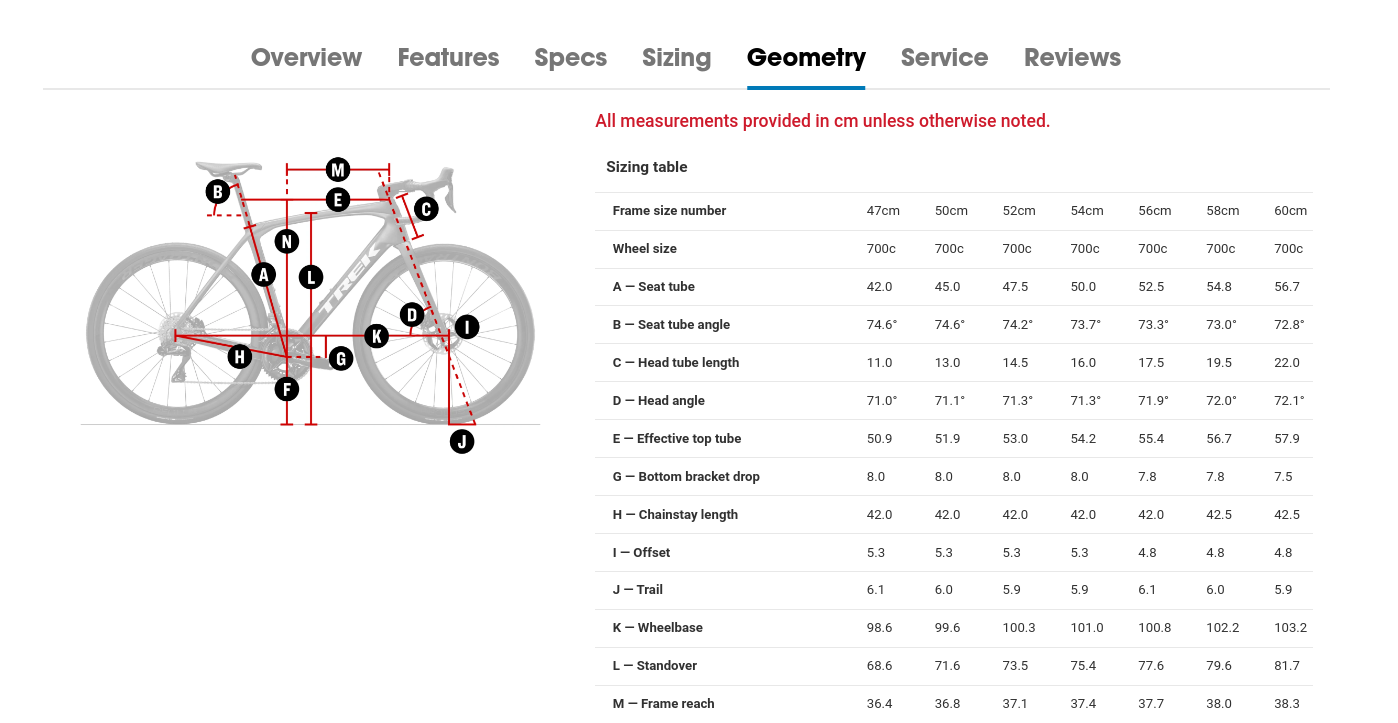 Overview Features Specs Sizing Geometry Service Reviews
All measurements provided in cm unless otherwise noted.
Sizing table
M
B
E
C
N
A
L
TREK
D
I
K
H
G
F
J
Frame size number 47cm 50cm 52cm 54cm 56cm 58cm 60cm
Wheel size 700c 700c 700c 700c 700c 700c 700c
A — Seat tube 42.0 45.0 47.5 50.0 52.5 54.8 56.7
B — Seat tube angle 74.6° 74.6° 74.2° 73.7° 73.3° 73.0° 72.8°
C — Head tube length 11.0 13.0 14.5 16.0 17.5 19.5 22.0
D — Head angle 71.0° 71.1° 71.3° 71.3° 71.9° 72.0° 72.1°
E — Effective top tube 50.9 51.9 53.0 54.2 55.4 56.7 57.9
G — Bottom bracket drop 8.0 8.0 8.0 8.0 7.8 7.8 7.5
H — Chainstay length 42.0 42.0 42.0 42.0 42.0 42.5 42.5
I — Offset 5.3 5.3 5.3 5.3 4.8 4.8 4.8
J — Trail 6.1 6.0 5.9 5.9 6.1 6.0 5.9
K — Wheelbase 98.6 99.6 100.3 101.0 100.8 102.2 103.2
L — Standover 68.6 71.6 73.5 75.4 77.6 79.6 81.7
M — Frame reach 36.4 36.8 37.1 37.4 37.7 38.0 38.3